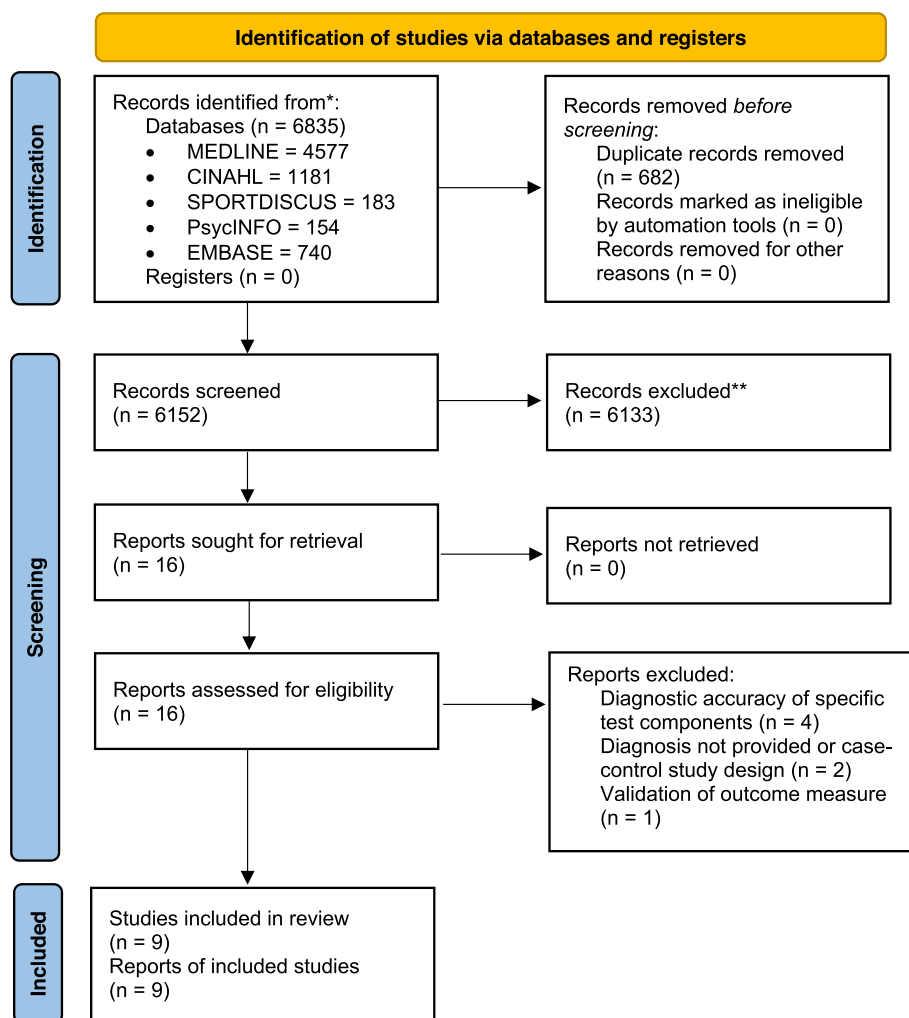 Identification of studies via databases and registers
Identification
Records identified from*:
Databases (n = 6835)
• MEDLINE = 4577
• CINAHL = 1181
• SPORTDISCUS = 183
• PsycINFO = 154
• EMBASE = 740
Registers (n = 0)
Records removed before
screening:
Duplicate records removed
(n = 682)
Records marked as ineligible
by automation tools (n = 0)
Records removed for other
reasons (n = 0)
Screening
Records screened
(n = 6152)
Records excluded**
(n = 6133)
Reports sought for retrieval
(n = 16)
Reports not retrieved
(n = 0)
Reports assessed for eligibility
(n = 16)
Reports excluded:
Diagnostic accuracy of specific
test components (n = 4)
Diagnosis not provided or case-
control study design (n = 2)
Validation of outcome measure
(n = 1)
Included
Studies included in review
(n = 9)
Reports of included studies
(n = 9)